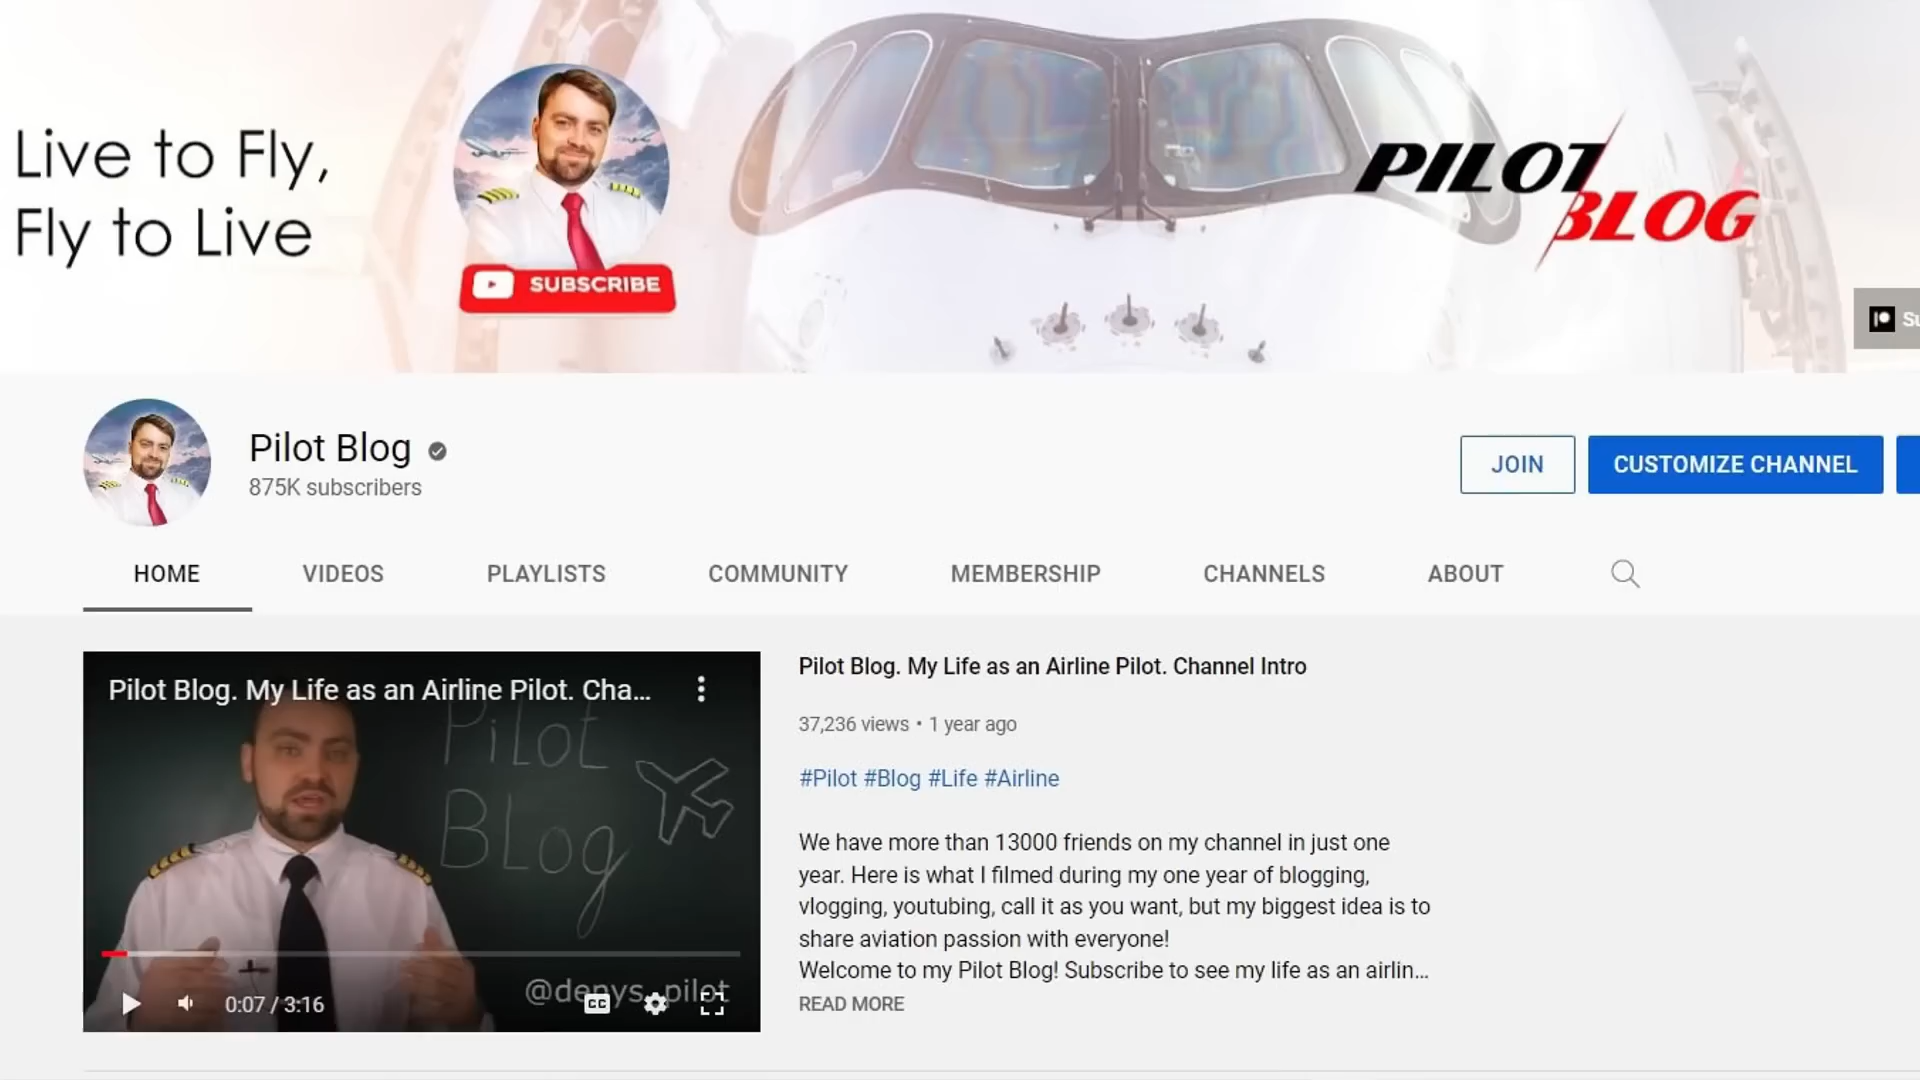 Live to Fly,
Fly to Live
SUBSCRIBE
PILOT
BLOG
Pilot Blog
875K subscribers
JOIN
CUSTOMIZE CHANNEL
HOME
VIDEOS
PLAYLISTS
COMMUNITY
MEMBERSHIP
CHANNELS
ABOUT
Pilot Blog. My Life as an Airline Pilot. Cha...
PiLot
BLog
@denys_pilot
CC
0:07 / 3:16
Pilot Blog. My Life as an Airline Pilot. Channel Intro
37,236 views • 1 year ago
#Pilot #Blog #Life #Airline
We have more than 13000 friends on my channel in just one
year. Here is what I filmed during my one year of blogging,
vlogging, youtubing, call it as you want, but my biggest idea is to
share aviation passion with everyone!
Welcome to my Pilot Blog! Subscribe to see my life as an airlin...
READ MORE